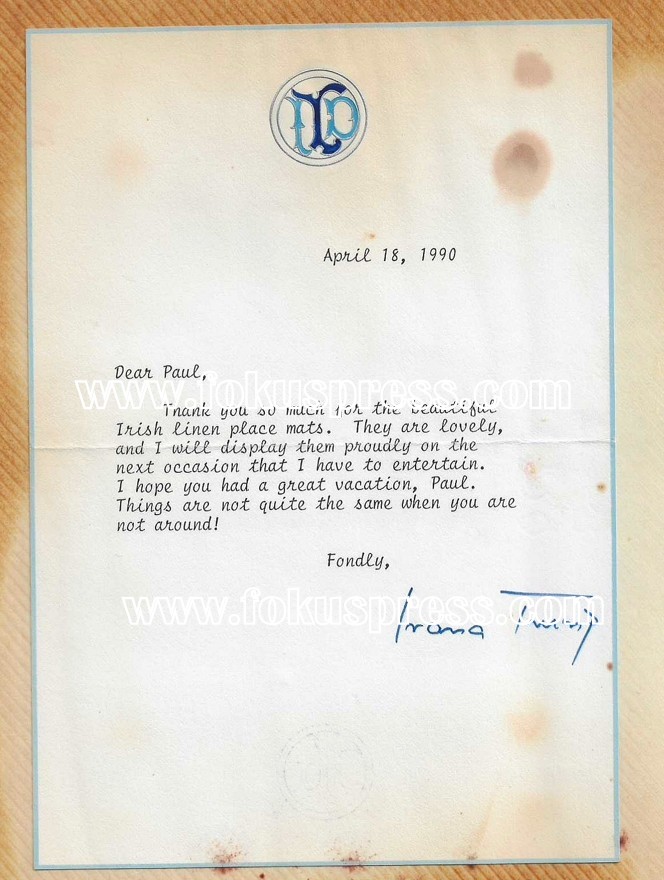 April 18, 1990
Dear Paul,
www.fokuspress.com
Thank you so much for the beautiful
Irish linen place mats. They are lovely,
and I will display them proudly on the
next occasion that I have to entertain.
I hope you had a great vacation, Paul.
Things are not quite the same when you are
not around!
Fondly,
www.fokuspress.com
Ivana Trump